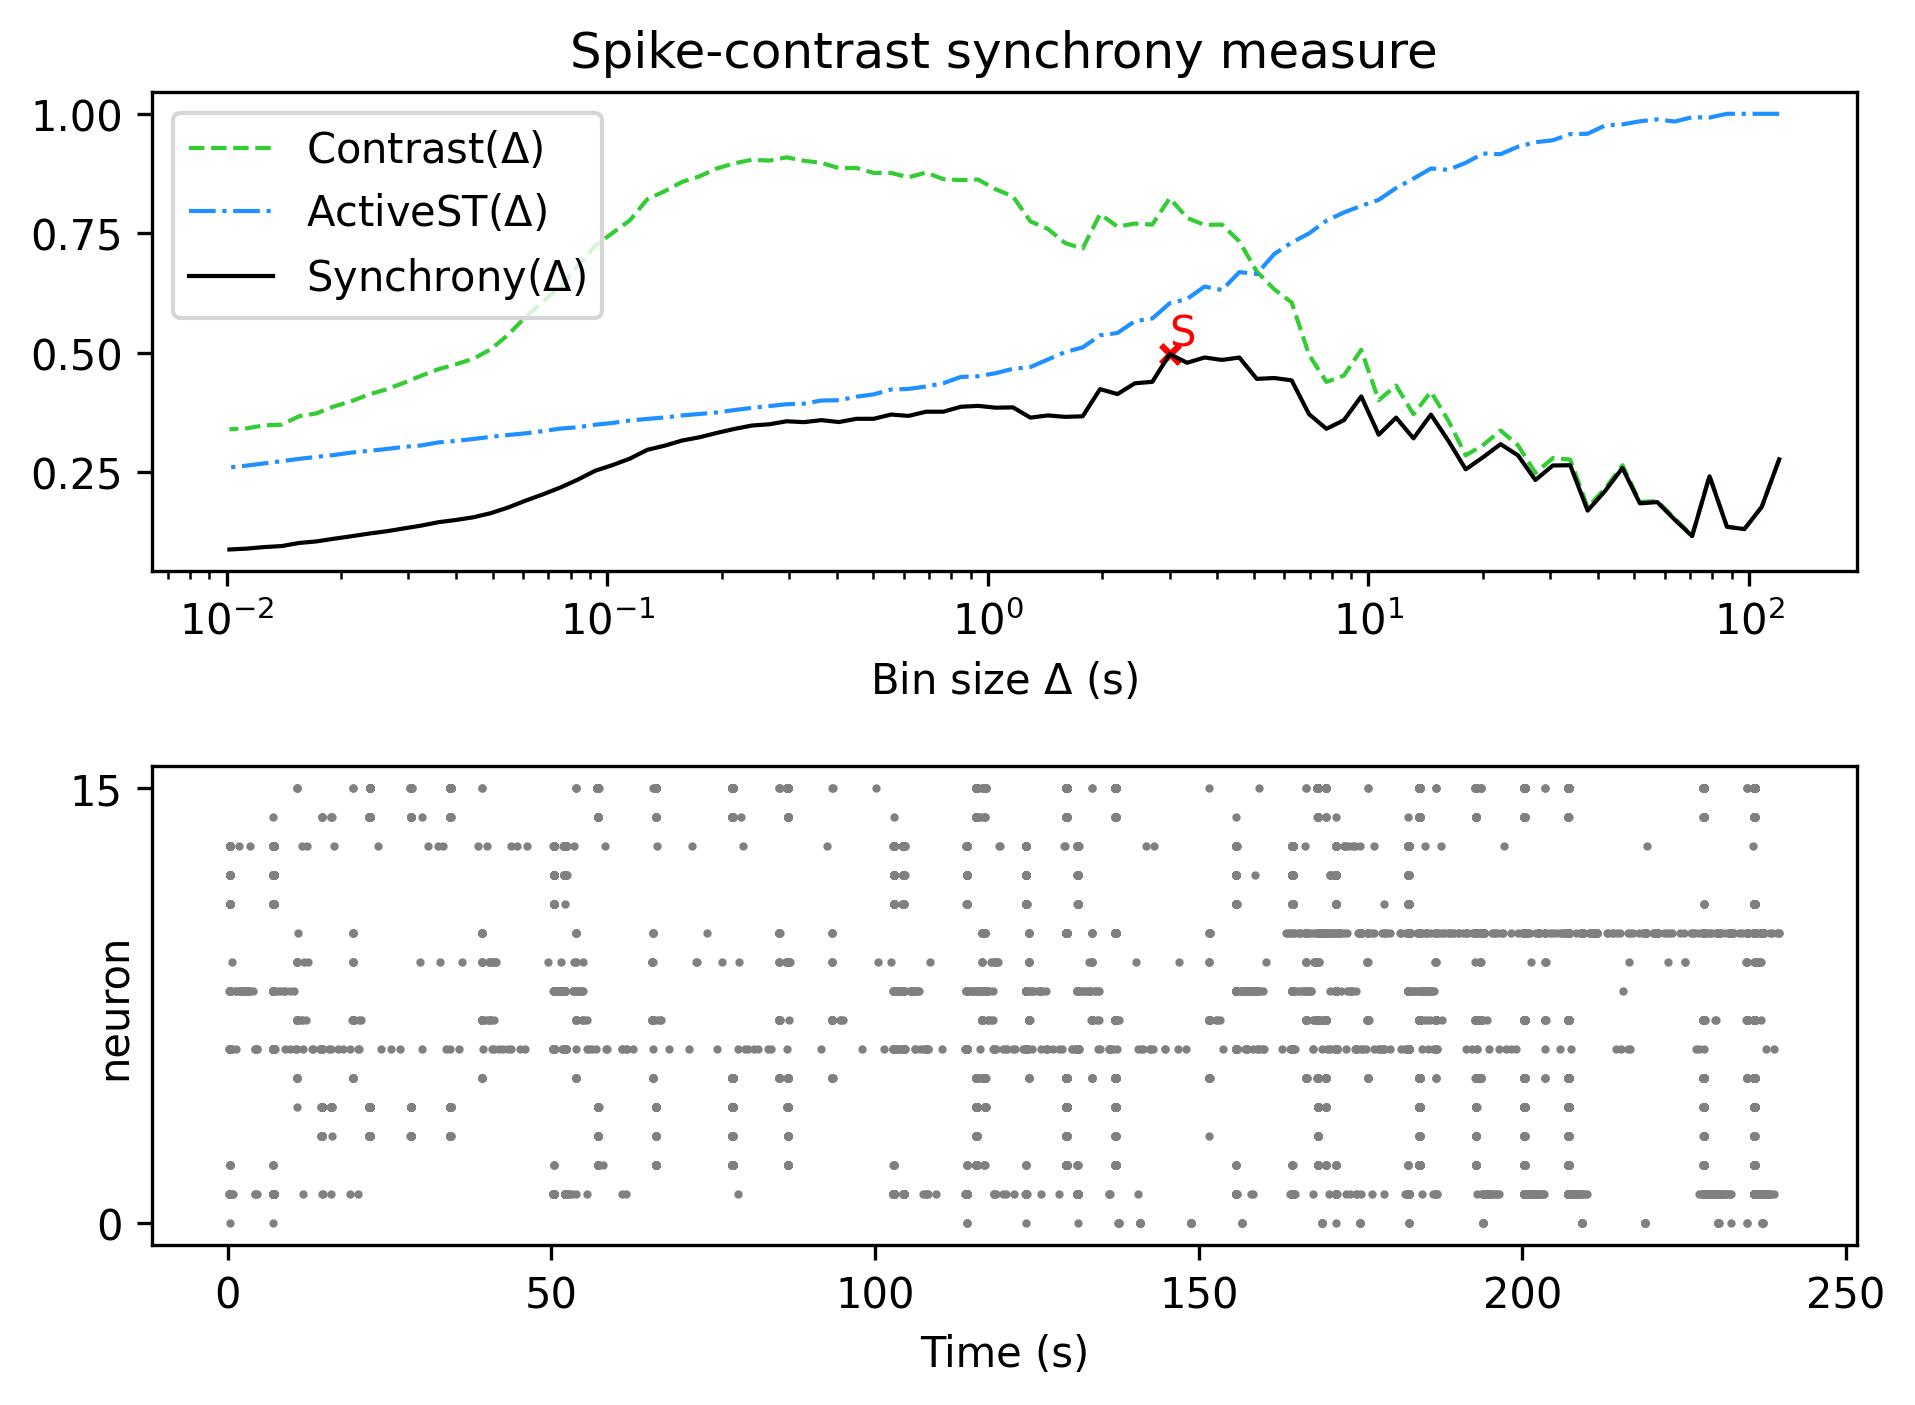 Spike-contrast synchrony measure
1.00
0.75
0.50
0.25
Contrast(Δ)
ActiveST(Δ)
Synchrony(Δ)
S
10⁻² 10⁻¹ 10⁰ 10¹ 10²
Bin size Δ (s)
15
0
neuron
0 50 100 150 200 250
Time (s)